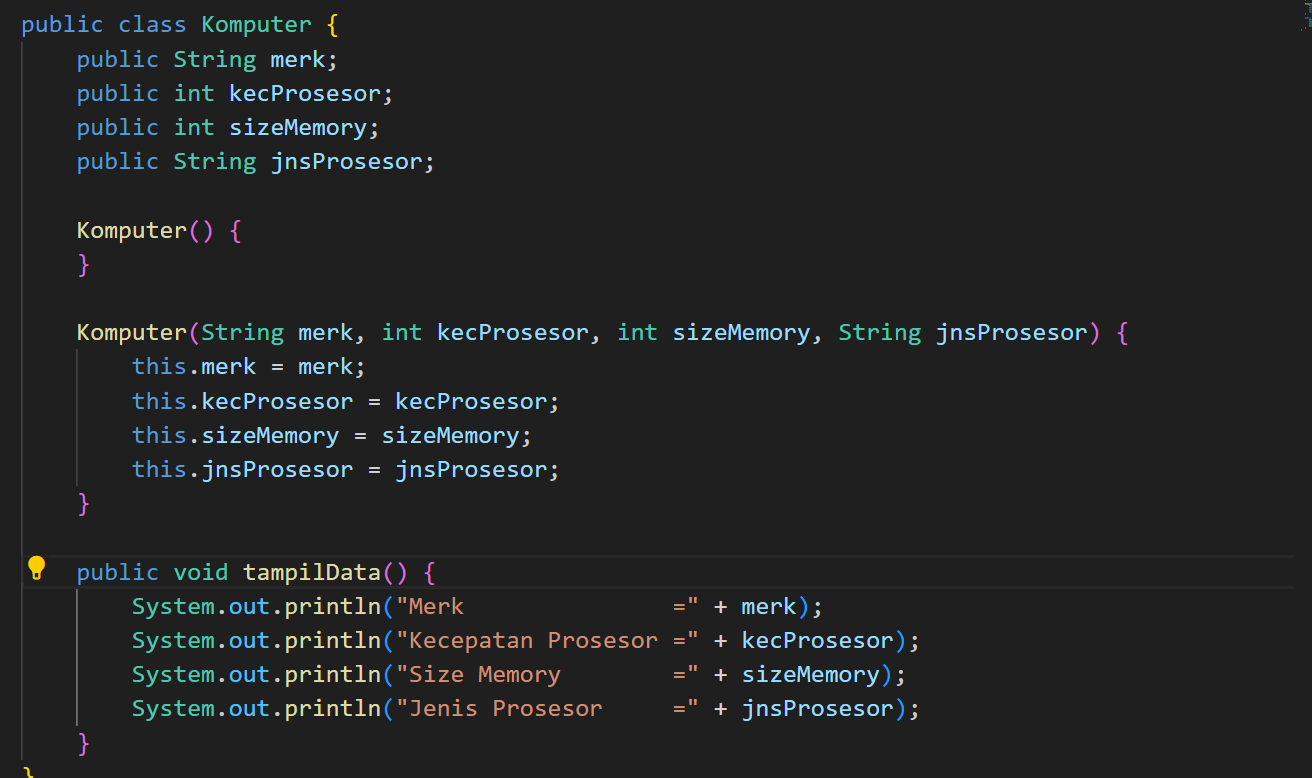 public class Komputer {
    public String merk;
    public int kecProsesor;
    public int sizeMemory;
    public String jnsProsesor;

    Komputer() {
    }

    Komputer(String merk, int kecProsesor, int sizeMemory, String jnsProsesor) {
        this.merk = merk;
        this.kecProsesor = kecProsesor;
        this.sizeMemory = sizeMemory;
        this.jnsProsesor = jnsProsesor;
    }

    public void tampilData() {
        System.out.println("Merk               =" + merk);
        System.out.println("Kecepatan Prosesor =" + kecProsesor);
        System.out.println("Size Memory        =" + sizeMemory);
        System.out.println("Jenis Prosesor     =" + jnsProsesor);
    }
}